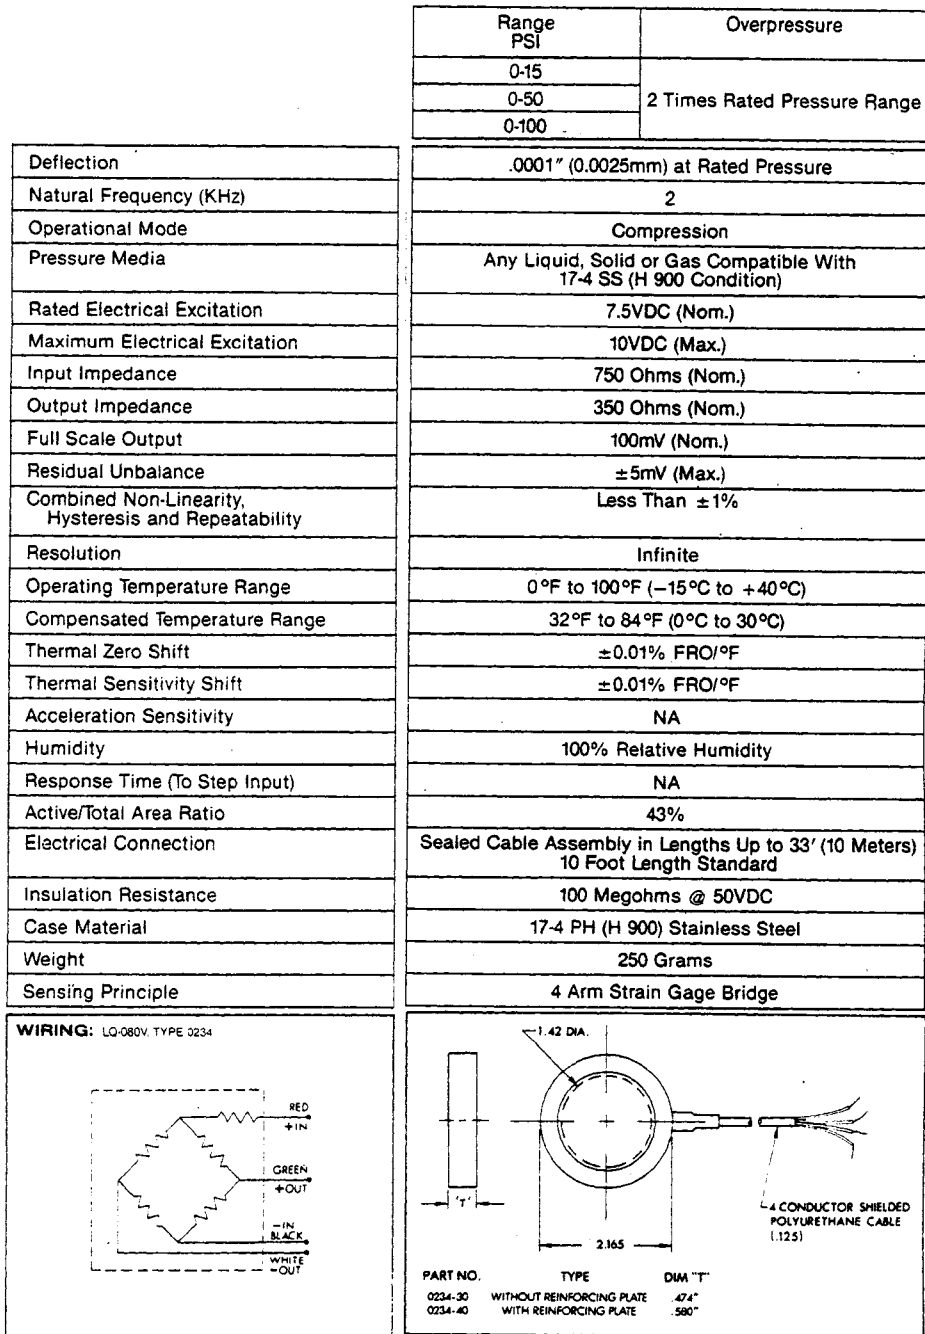 Range
PSI
Overpressure
0-15
0-50
0-100
2 Times Rated Pressure Range
Deflection
.0001" (0.0025mm) at Rated Pressure
Natural Frequency (KHz)
2
Operational Mode
Compression
Pressure Media
Any Liquid, Solid or Gas Compatible With
17-4 SS (H 900 Condition)
Rated Electrical Excitation
7.5VDC (Nom.)
Maximum Electrical Excitation
10VDC (Max.)
Input Impedance
750 Ohms (Nom.)
Output Impedance
350 Ohms (Nom.)
Full Scale Output
100mV (Nom.)
Residual Unbalance
±5mV (Max.)
Combined Non-Linearity,
Hysteresis and Repeatability
Less Than ±1%
Resolution
Infinite
Operating Temperature Range
0°F to 100°F (–15°C to +40°C)
Compensated Temperature Range
32°F to 84°F (0°C to 30°C)
Thermal Zero Shift
±0.01% FRO/°F
Thermal Sensitivity Shift
±0.01% FRO/°F
Acceleration Sensitivity
NA
Humidity
100% Relative Humidity
Response Time (To Step Input)
NA
Active/Total Area Ratio
43%
Electrical Connection
Sealed Cable Assembly in Lengths Up to 33' (10 Meters)
10 Foot Length Standard
Insulation Resistance
100 Megohms @ 50VDC
Case Material
17-4 PH (H 900) Stainless Steel
Weight
250 Grams
Sensing Principle
4 Arm Strain Gage Bridge
WIRING: LQ-080V, TYPE 0234
RED
+IN
GREEN
+OUT
-IN
BLACK
WHITE
-OUT
1.42 DIA.
'T'
2.165
4 CONDUCTOR SHIELDED
POLYURETHANE CABLE
(.125)
PART NO. TYPE DIM "T"
0234-30 WITHOUT REINFORCING PLATE .474"
0234-40 WITH REINFORCING PLATE .580"